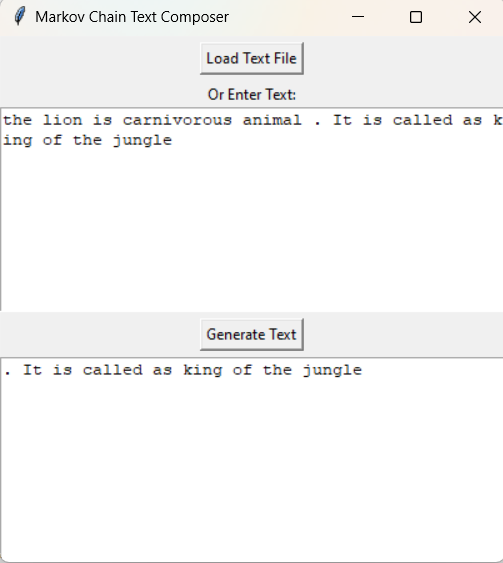 Markov Chain Text Composer
Load Text File
Or Enter Text:
the lion is carnivorous animal . It is called as k
ing of the jungle
Generate Text
. It is called as king of the jungle